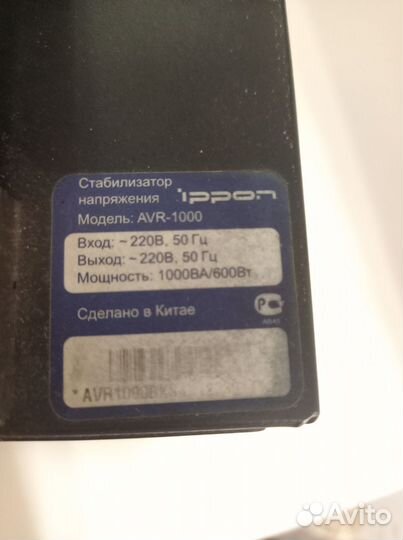 Стабилизатор
напряжения
ippon
Модель: AVR-1000
Вход: ~ 220В, 50 Гц
Выход: ~ 220В, 50 Гц
Мощность: 1000ВА/600Вт
Сделано в Китае
Avito